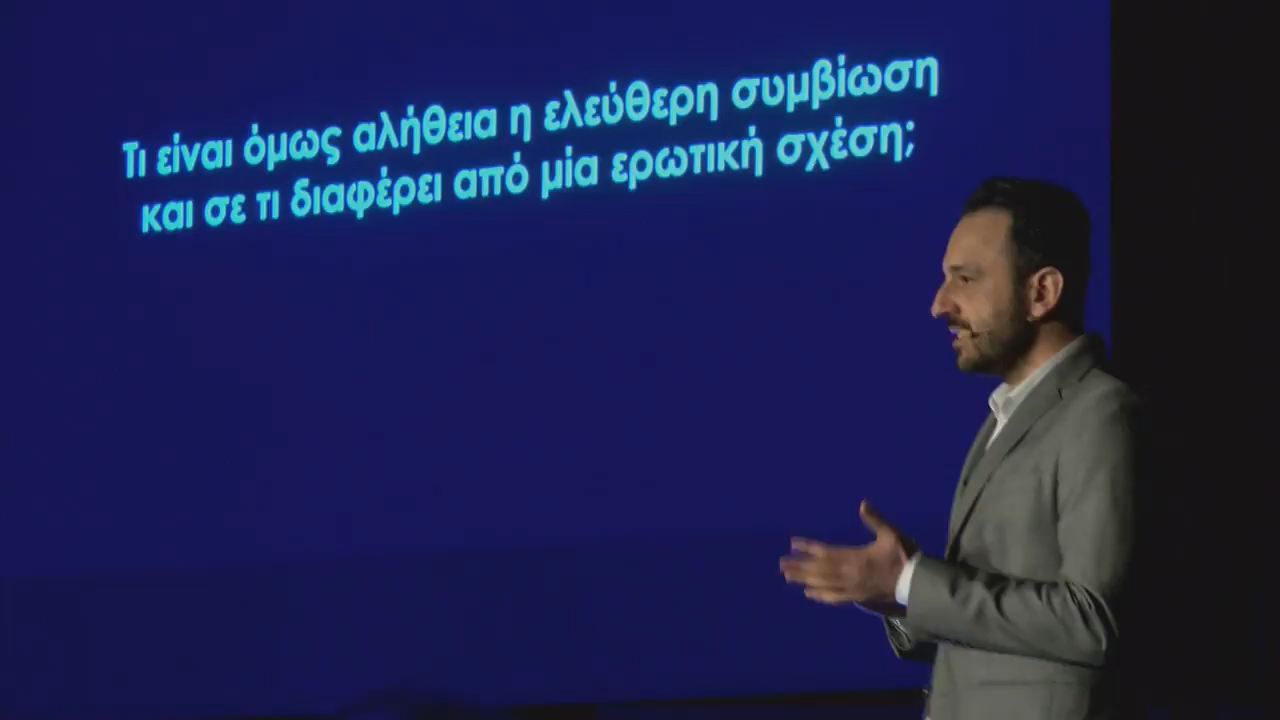 Τι είναι όμως αλήθεια η ελεύθερη συμβίωση
και σε τι διαφέρει από μία ερωτική σχέση;